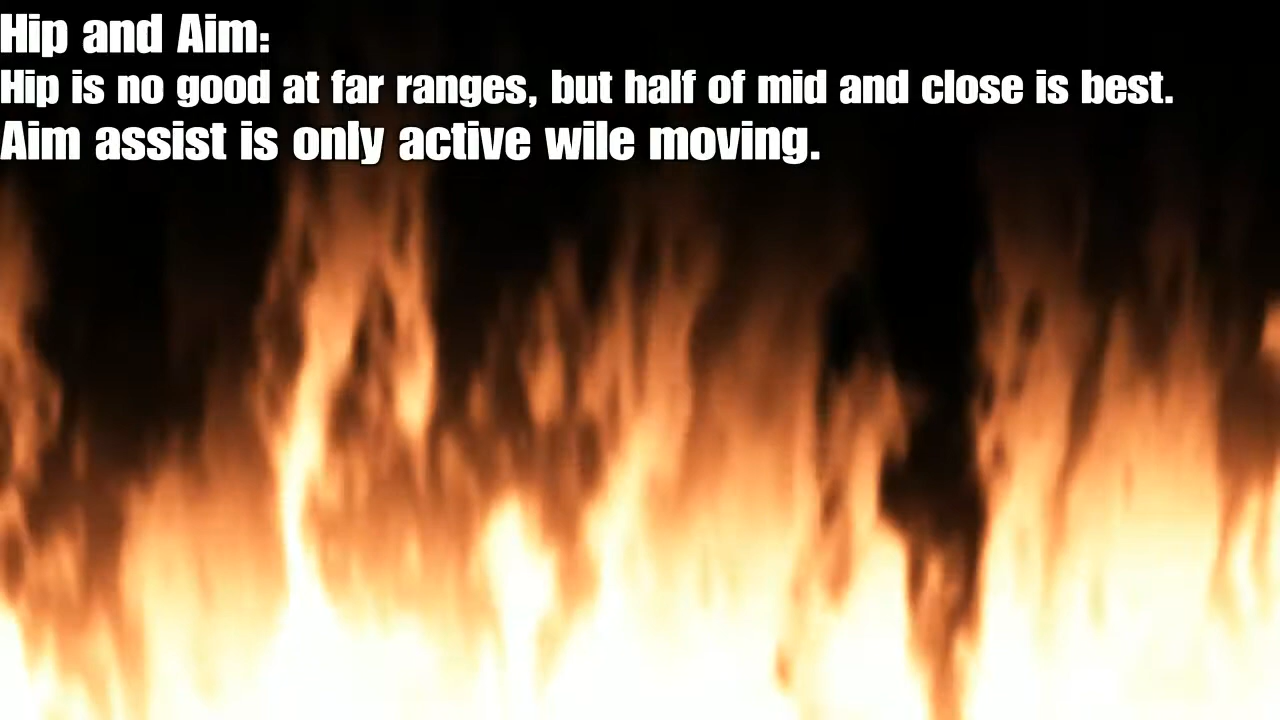 Hip and Aim:
Hip is no good at far ranges, but half of mid and close is best.
Aim assist is only active wile moving.